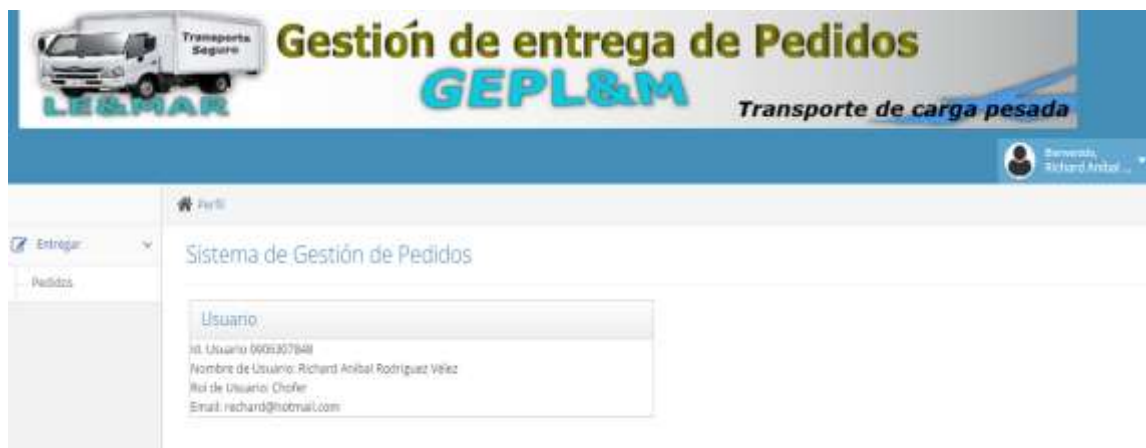 Transporte
Seguro
LE&MAR
Gestión de entrega de Pedidos
GEPL&M
Transporte de carga pesada
Bienvenido,
Richard Anibal ...
Perfil
Entregar
Pedidos
Sistema de Gestión de Pedidos
Usuario
Id. Usuario 0906307848
Nombre de Usuario: Richard Anibal Rodriguez Vélez
Rol de Usuario: Chofer
Email: rechard@hotmail.com